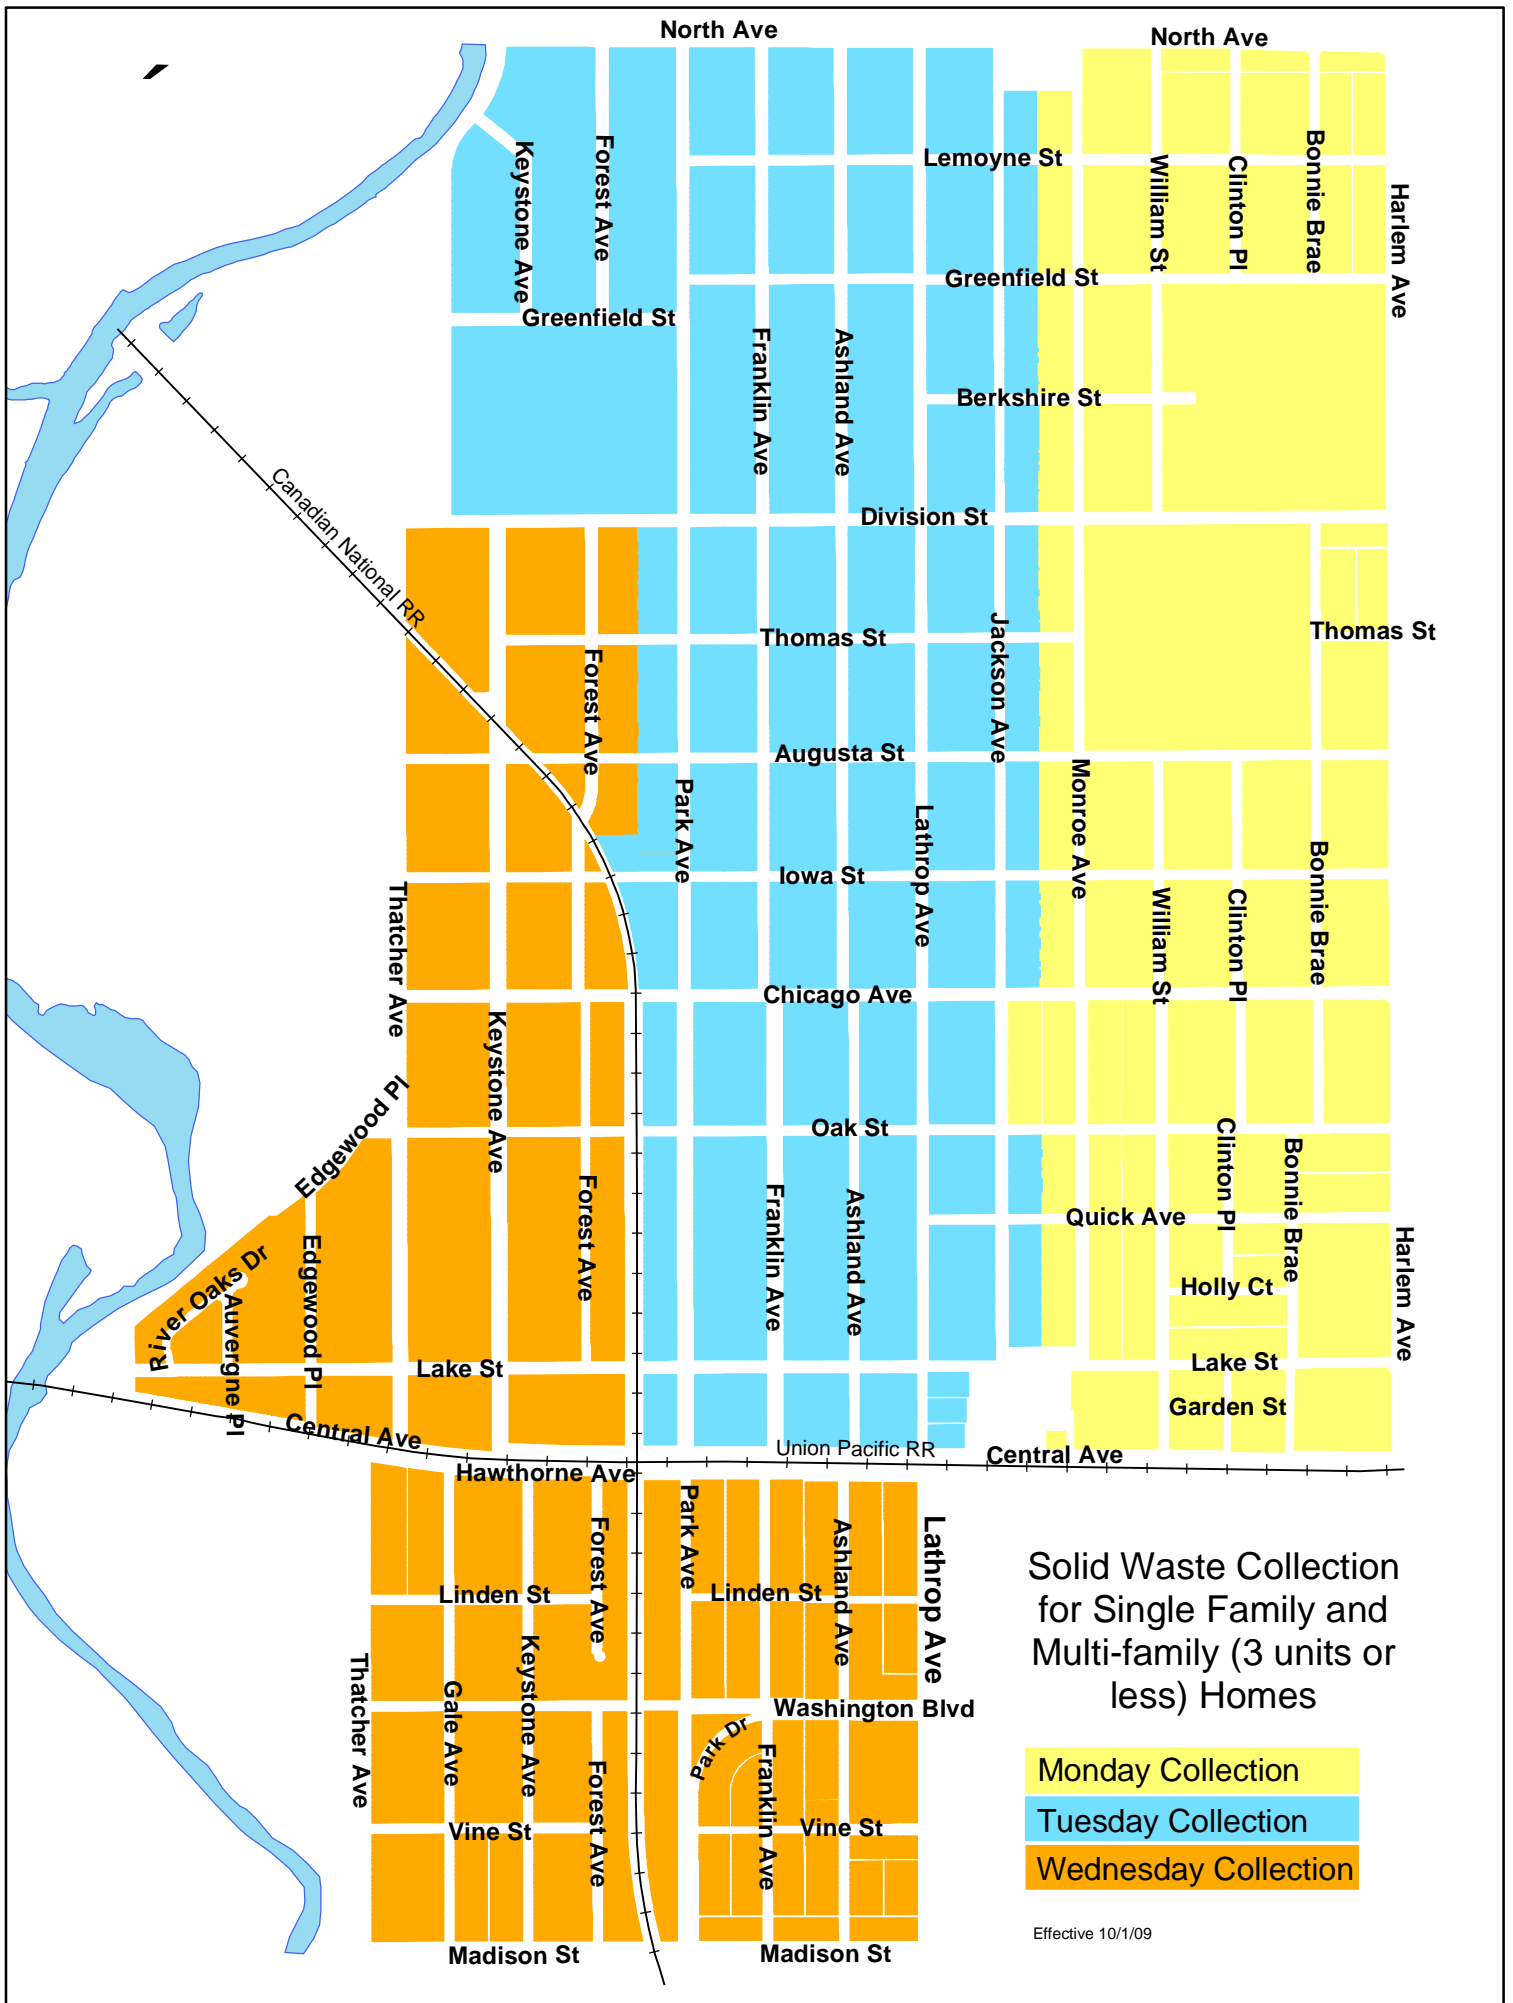 North Ave
North Ave
Lemoyne St
Keystone Ave
Forest Ave
William St
Clinton Pl
Bonnie Brae
Harlem Ave
Greenfield St
Greenfield St
Franklin Ave
Ashland Ave
Berkshire St
Canadian National RR
Division St
Thomas St
Thomas St
Jackson Ave
Forest Ave
Augusta St
Park Ave
Monroe Ave
Lathrop Ave
Iowa St
Bonnie Brae
Thatcher Ave
William St
Clinton Pl
Chicago Ave
Keystone Ave
Edgewood Pl
Oak St
Clinton Pl
Bonnie Brae
Forest Ave
Franklin Ave
Ashland Ave
Quick Ave
Harlem Ave
River Oaks Dr
Edgewood Pl
Auvergne Pl
Holly Ct
Lake St
Lake St
Garden St
Central Ave
Union Pacific RR
Central Ave
Hawthorne Ave
Park Ave
Forest Ave
Ashland Ave
Lathrop Ave
Linden St
Linden St
Solid Waste Collection
for Single Family and
Multi-family (3 units or
less) Homes
Thatcher Ave
Gale Ave
Keystone Ave
Washington Blvd
Park Dr
Franklin Ave
Forest Ave
Vine St
Vine St
Monday Collection
Tuesday Collection
Wednesday Collection
Effective 10/1/09
Madison St
Madison St